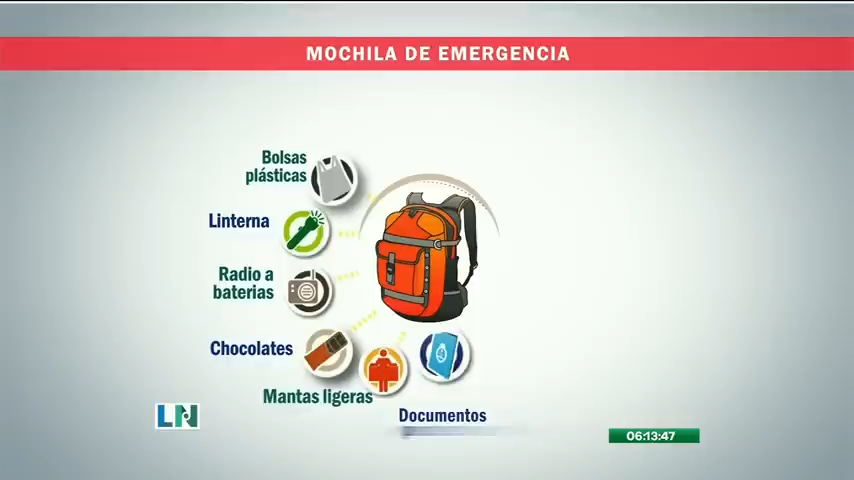 MOCHILA DE EMERGENCIA
Bolsas
plásticas
Linterna
Radio a
baterias
Chocolates
Mantas ligeras
Documentos
LN
06:13:47